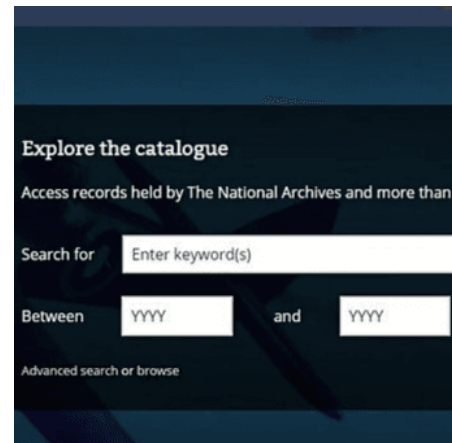 Explore the catalogue
Access records held by The National Archives and more than
Search for Enter keyword(s)
Between YYYY and YYYY
Advanced search or browse